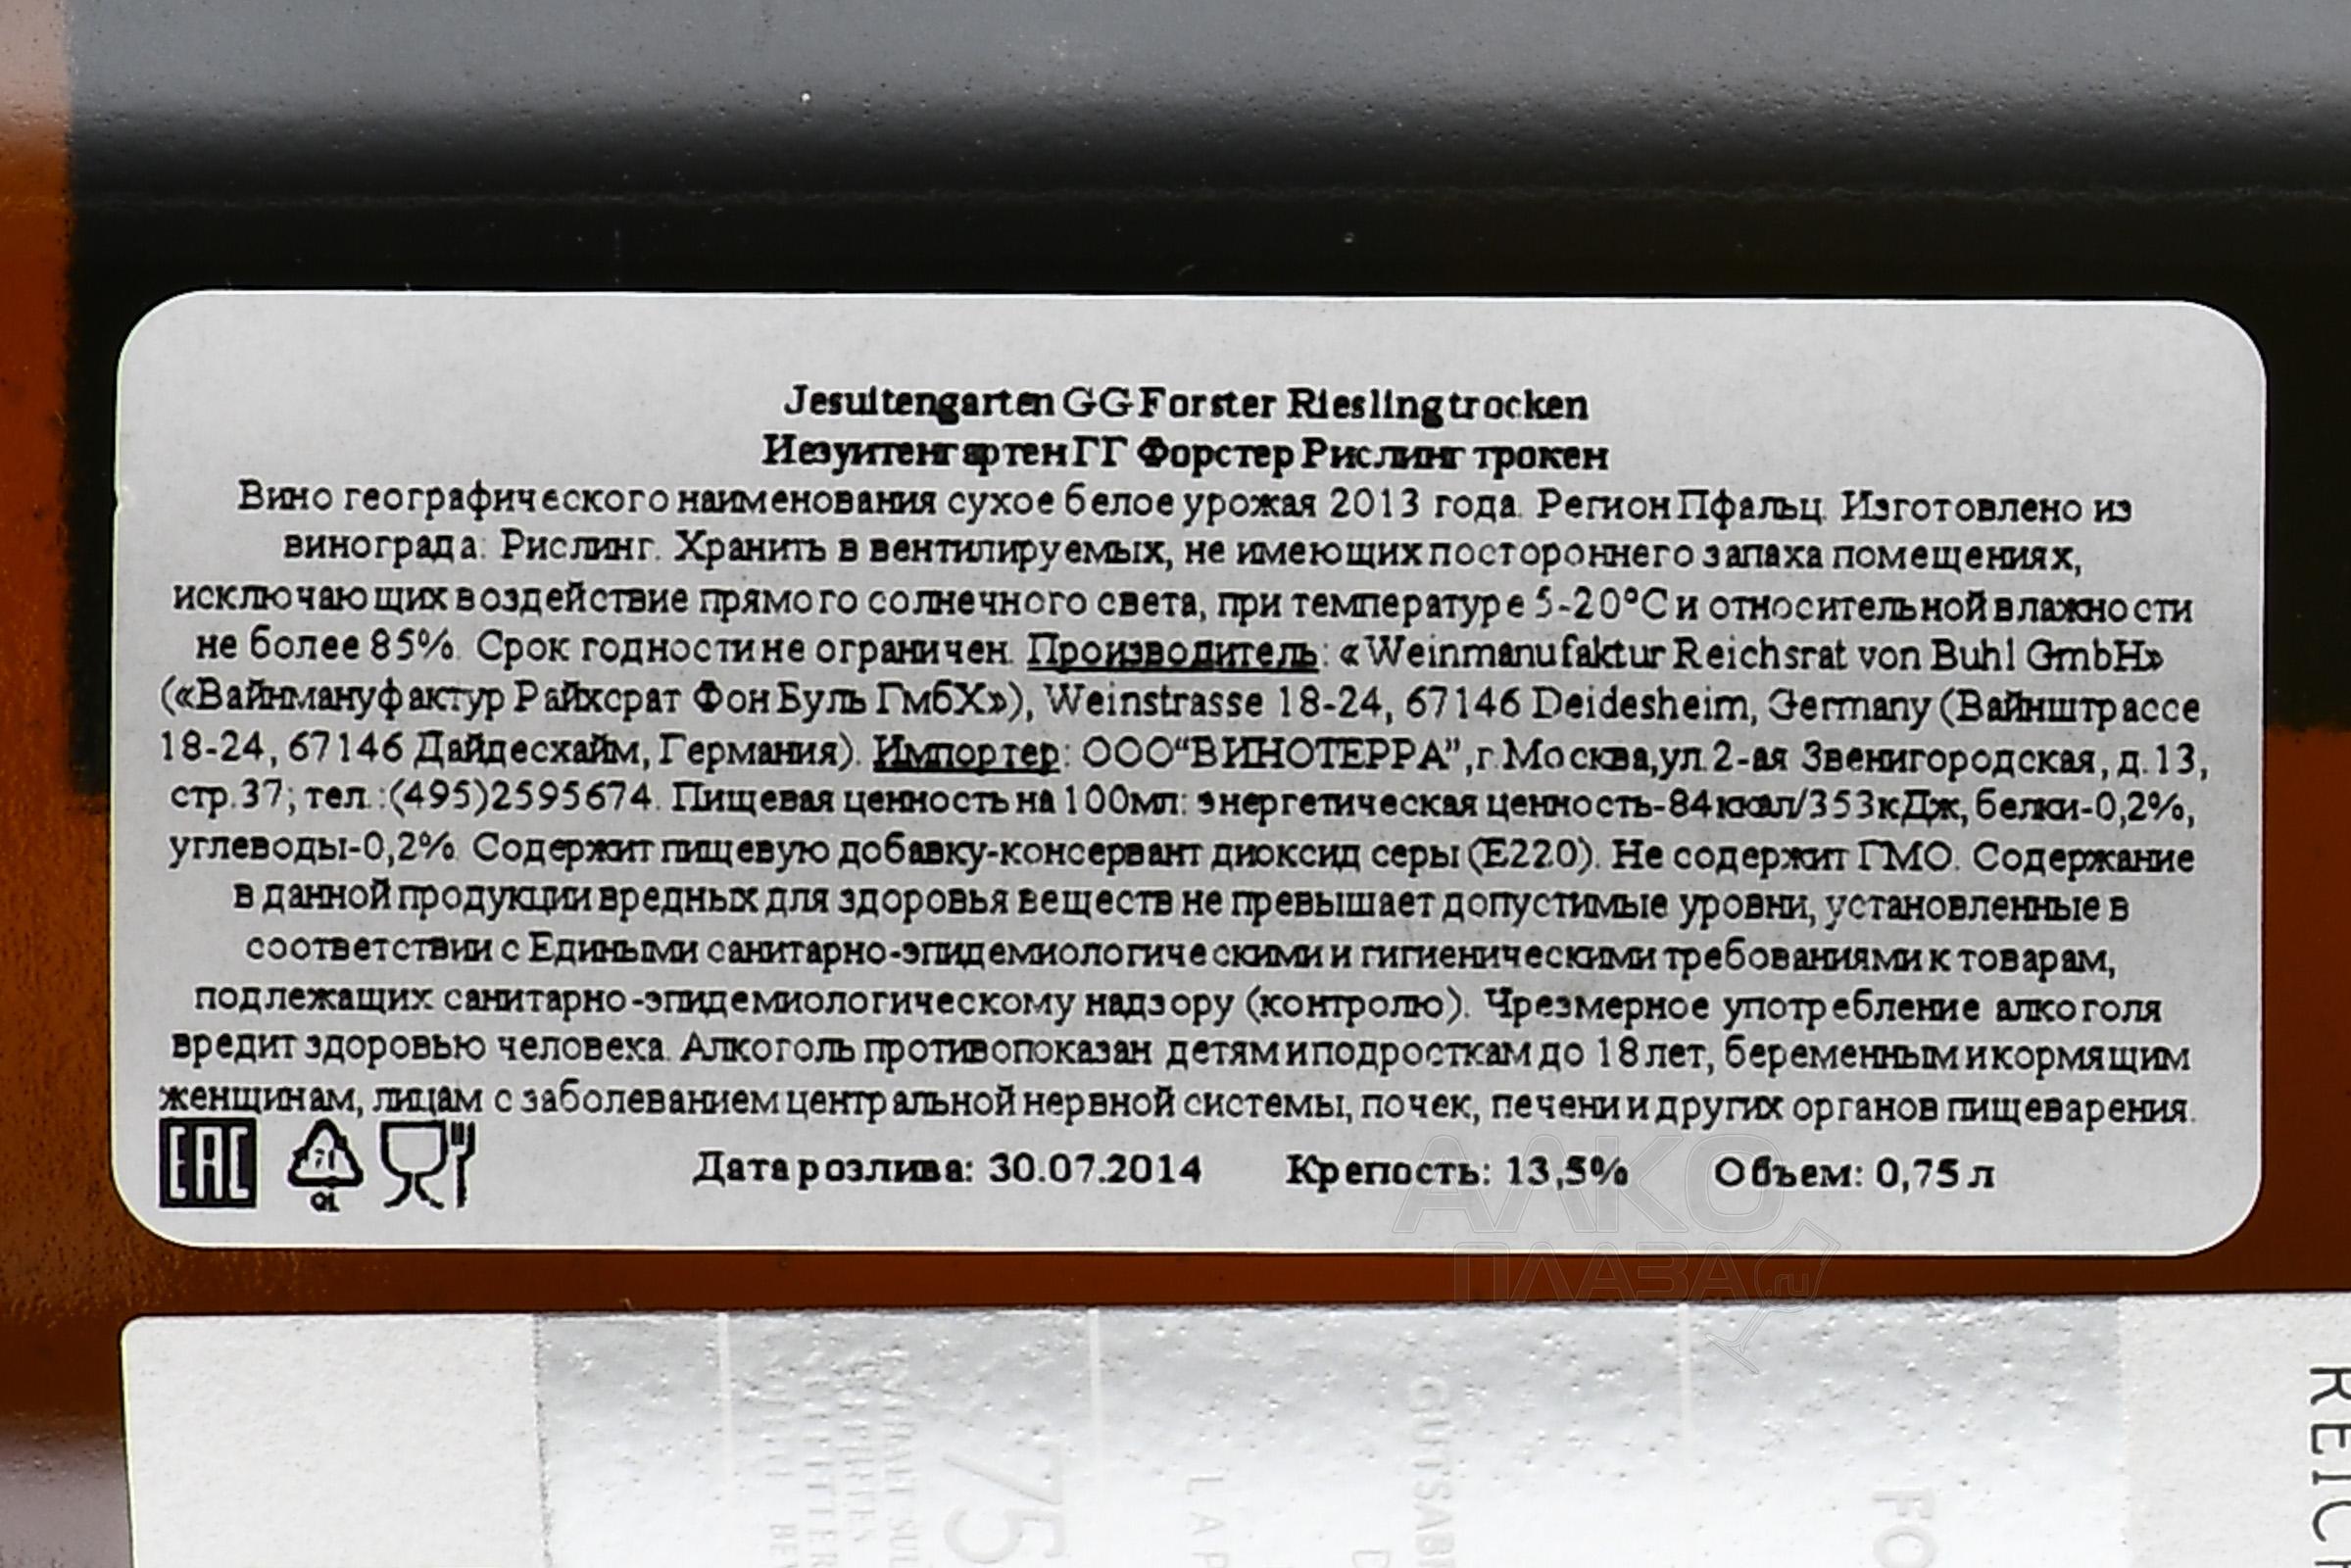 Jesuitengarten GG Forster Riesling trocken
Иезуитенгартен ГГ Форстер Рислинг трокен
Вино географического наименования сухое белое урожая 2013 года. Регион Пфальц. Изготовлено из
винограда: Рислинг. Хранить в вентилируемых, не имеющих постороннего запаха помещениях,
исключающих воздействие прямого солнечного света, при температуре 5-20°C и относительной влажности
не более 85%. Срок годности не ограничен. Производитель: «Weinmanufaktur Reichsrat von Buhl GmbH»
(«Вайнмануфактур Райхсрат Фон Буль ГмбХ»), Weinstrasse 18-24, 67146 Deidesheim, Germany (Вайнштрассе
18-24, 67146 Дайдесхайм, Германия). Импортер: ООО“ВИНОТЕРРА”,г.Москва,ул.2-ая Звенигородская, д.13,
стр.37; тел.:(495)2595674. Пищевая ценность на 100мл: энергетическая ценность-84ккал/353кДж, белки-0,2%,
углеводы-0,2%. Содержит пищевую добавку-консервант диоксид серы (Е220). Не содержит ГМО. Содержание
в данной продукции вредных для здоровья веществ не превышает допустимые уровни, установленные в
соответствии с Едиными санитарно-эпидемиологическими и гигиеническими требованиями к товарам,
подлежащих санитарно-эпидемиологическому надзору (контролю). Чрезмерное употребление алкоголя
вредит здоровью человека. Алкоголь противопоказан детям и подросткам до 18 лет, беременным и кормящим
женщинам, лицам с заболеванием центральной нервной системы, почек, печени и других органов пищеварения.
EAC 71 Дата розлива: 30.07.2014 Крепость: 13,5% Объем: 0,75 л
АЛКО
ПЛАЗА.ru
75
GUTSAB
LAP
FO
REIC